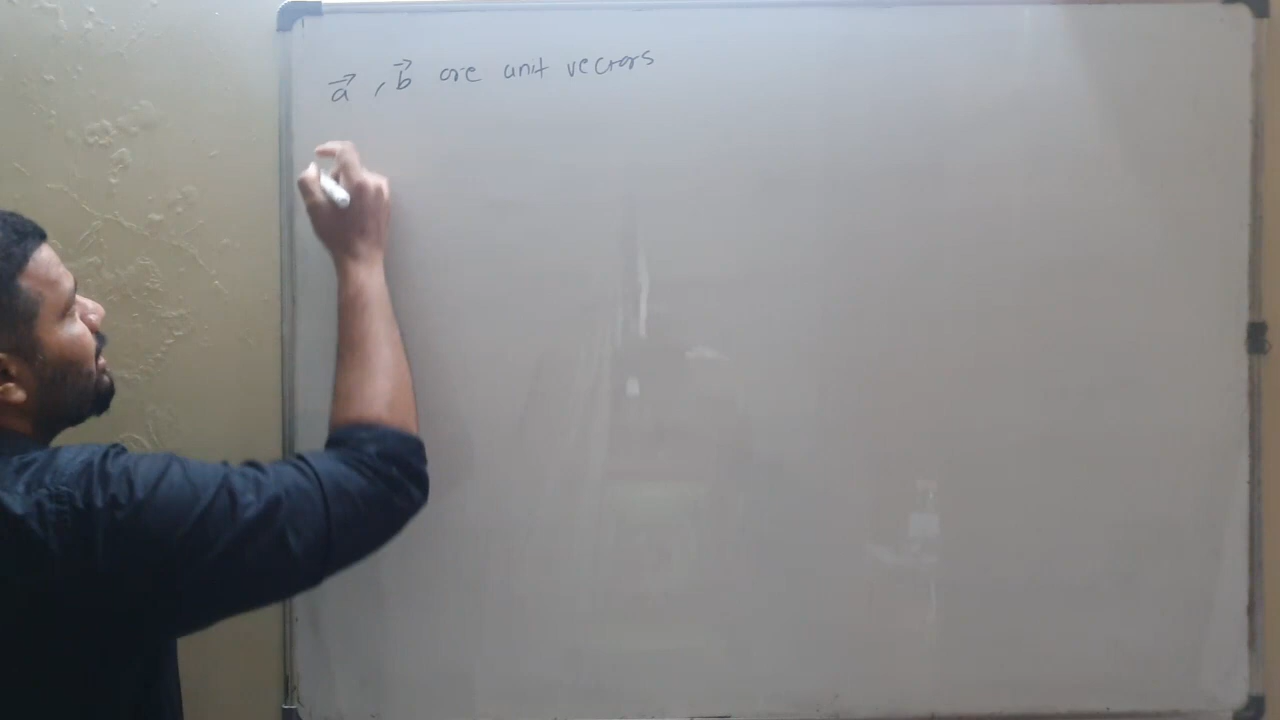 a⃗ , b⃗ are unit vectors